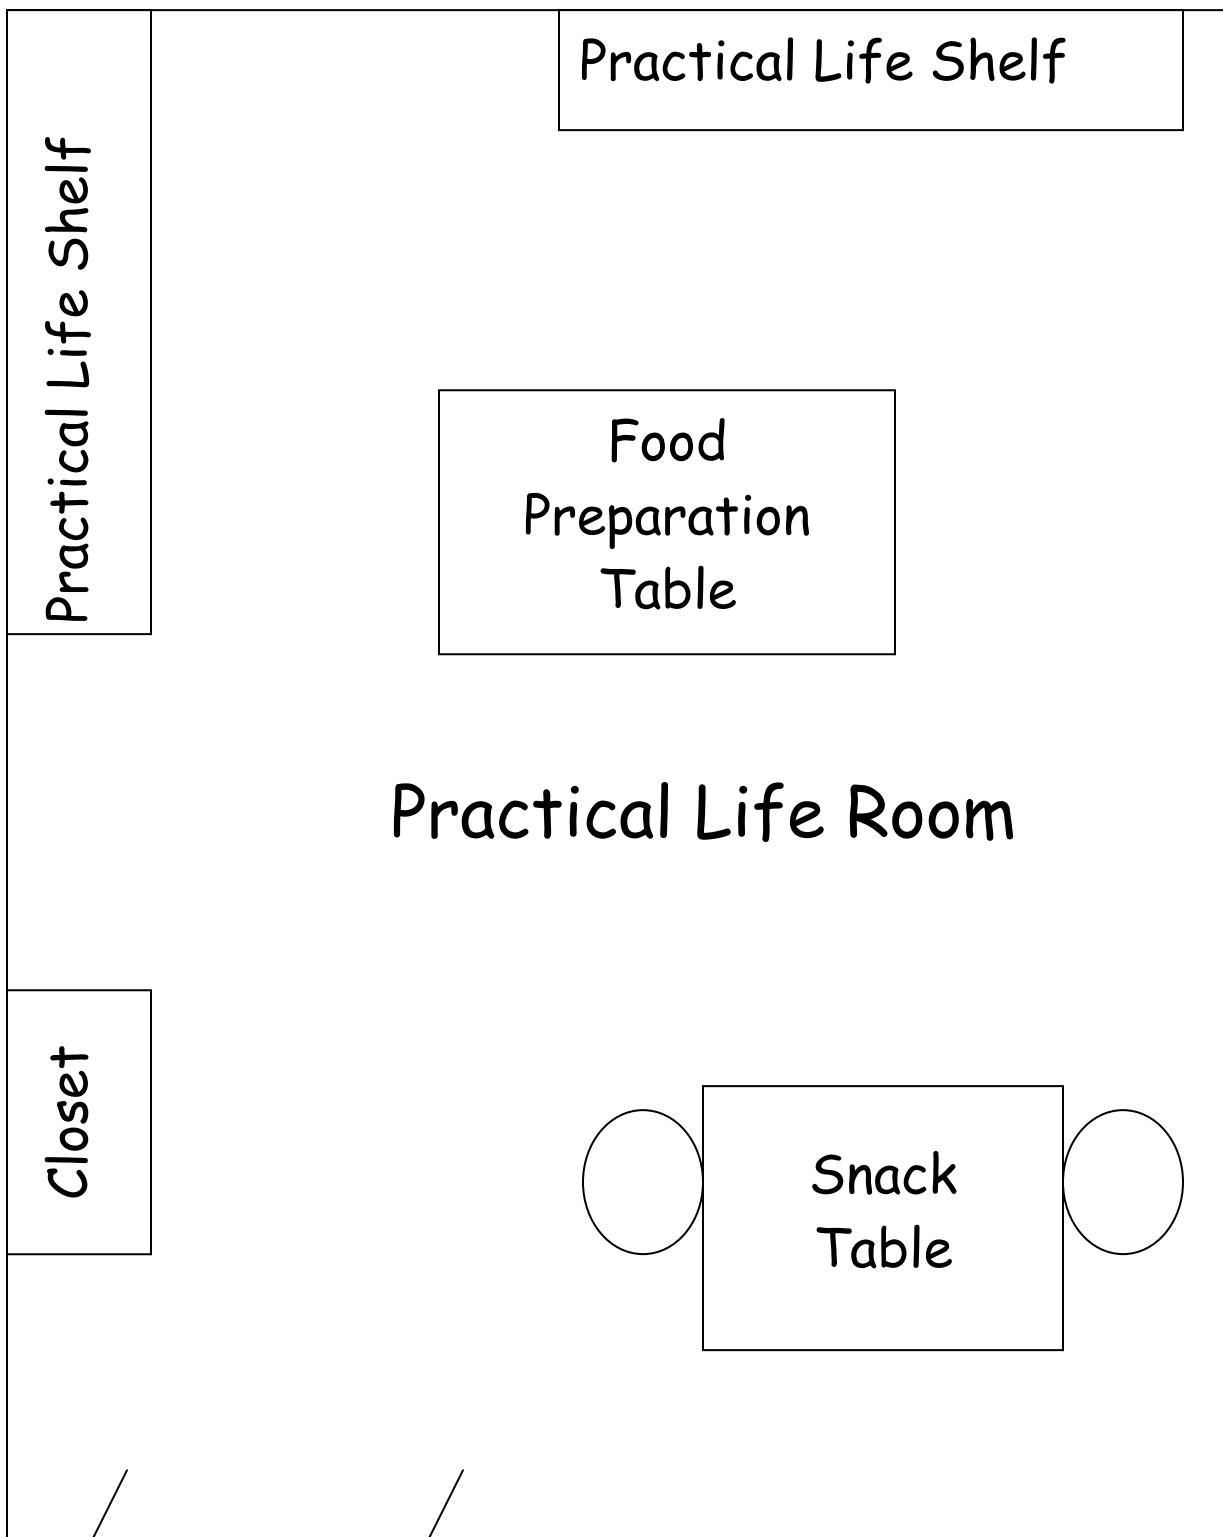 Practical Life Shelf
Practical Life Shelf
Food
Preparation
Table
Practical Life Room
Closet
Snack
Table